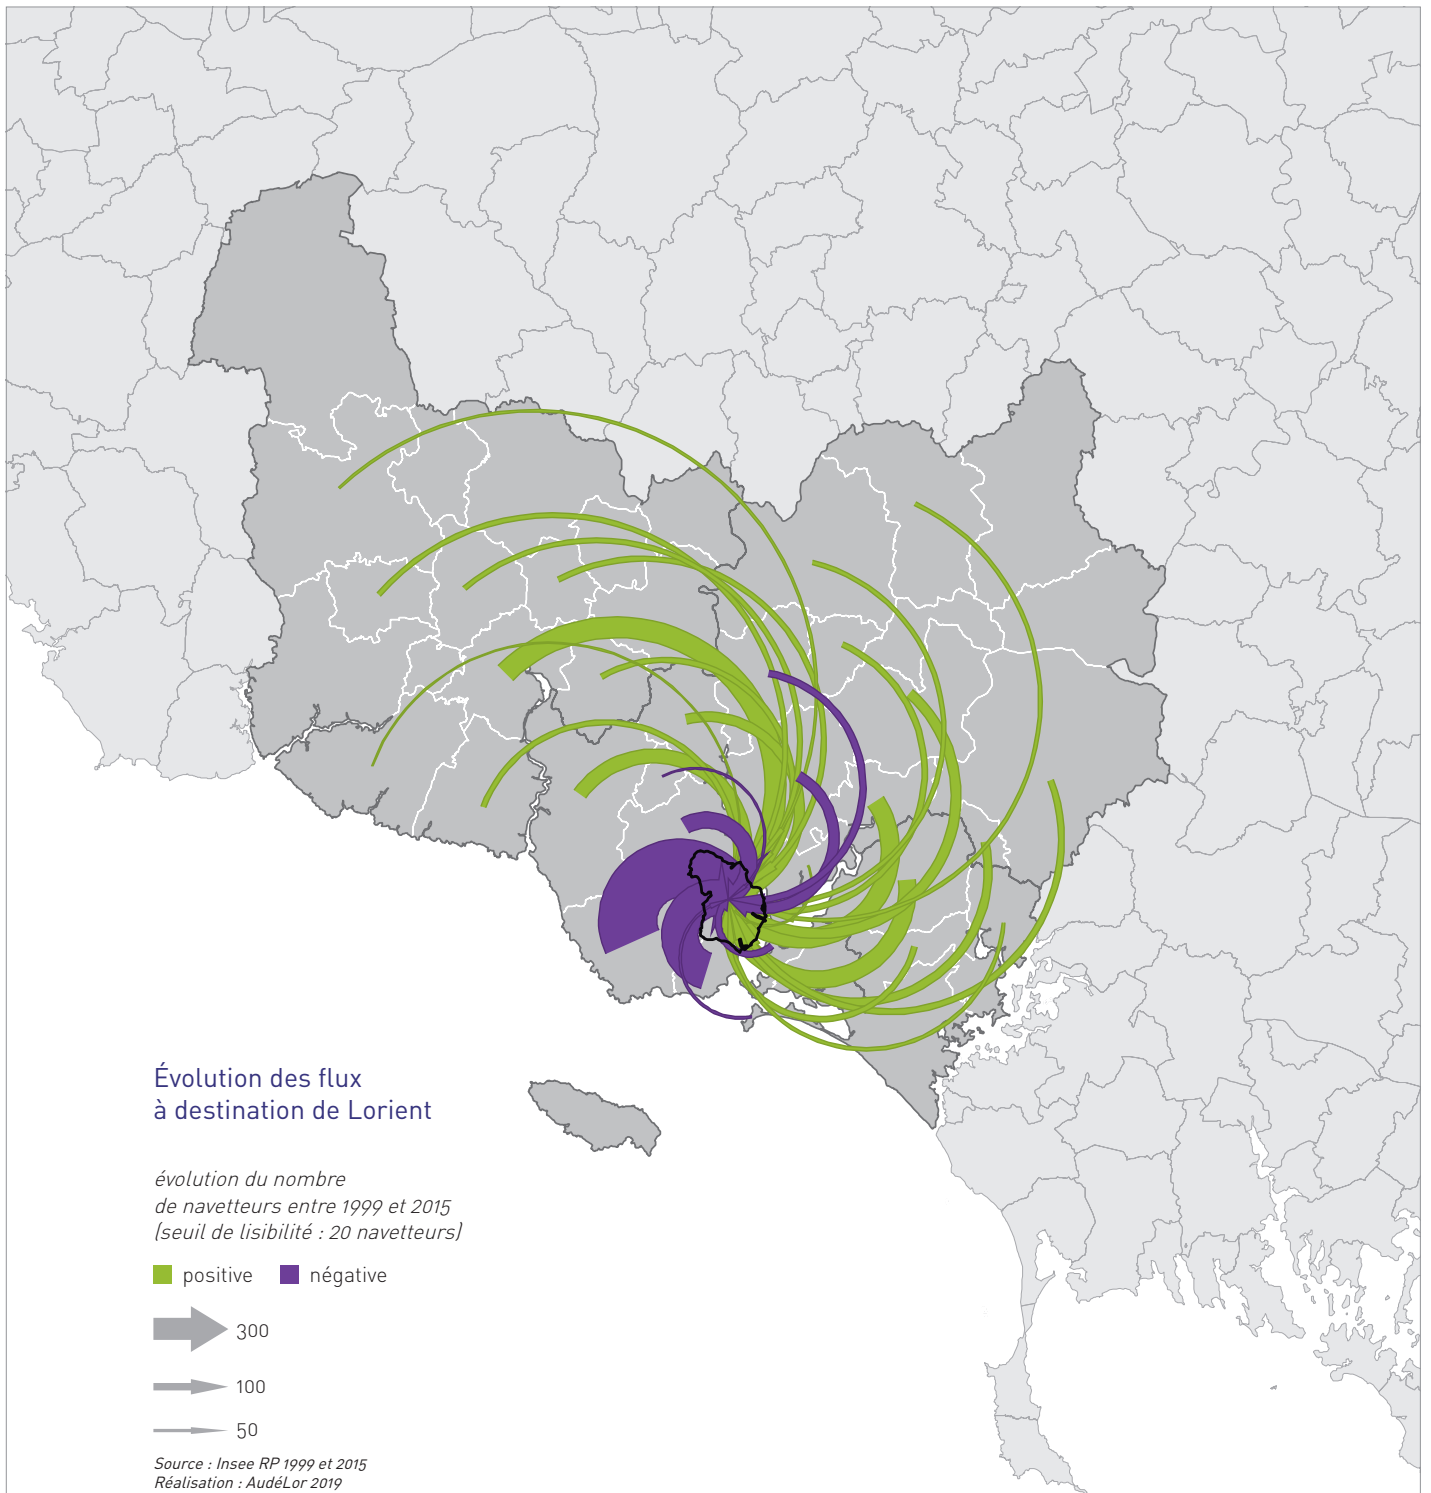 Évolution des flux
à destination de Lorient
évolution du nombre
de navetteurs entre 1999 et 2015
(seuil de lisibilité : 20 navetteurs)
positive négative
300
100
50
Source : Insee RP 1999 et 2015
Réalisation : AudéLor 2019